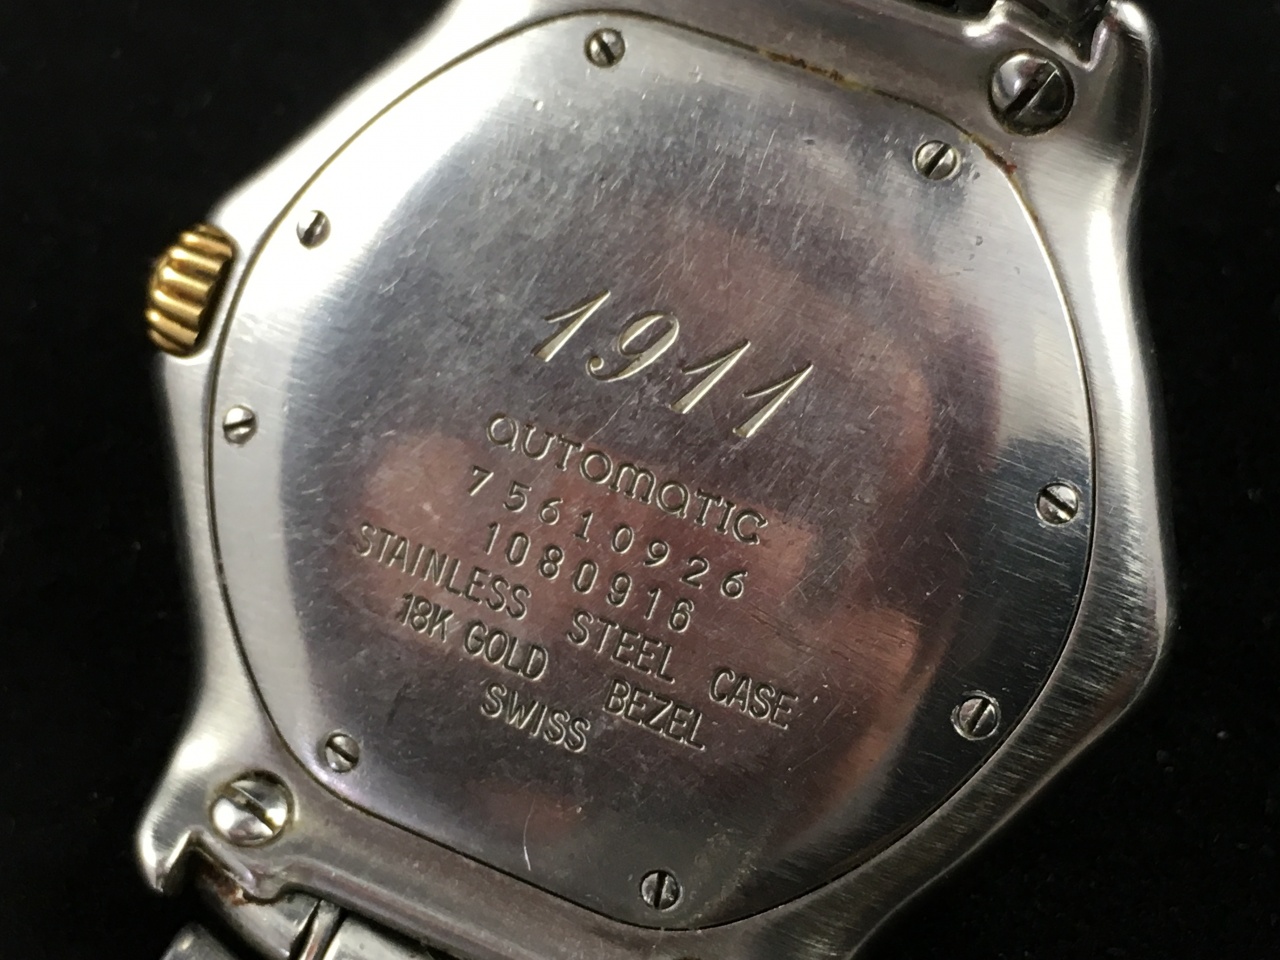 1911
automatic
75610926
1080916
STAINLESS STEEL CASE
18K GOLD BEZEL
SWISS